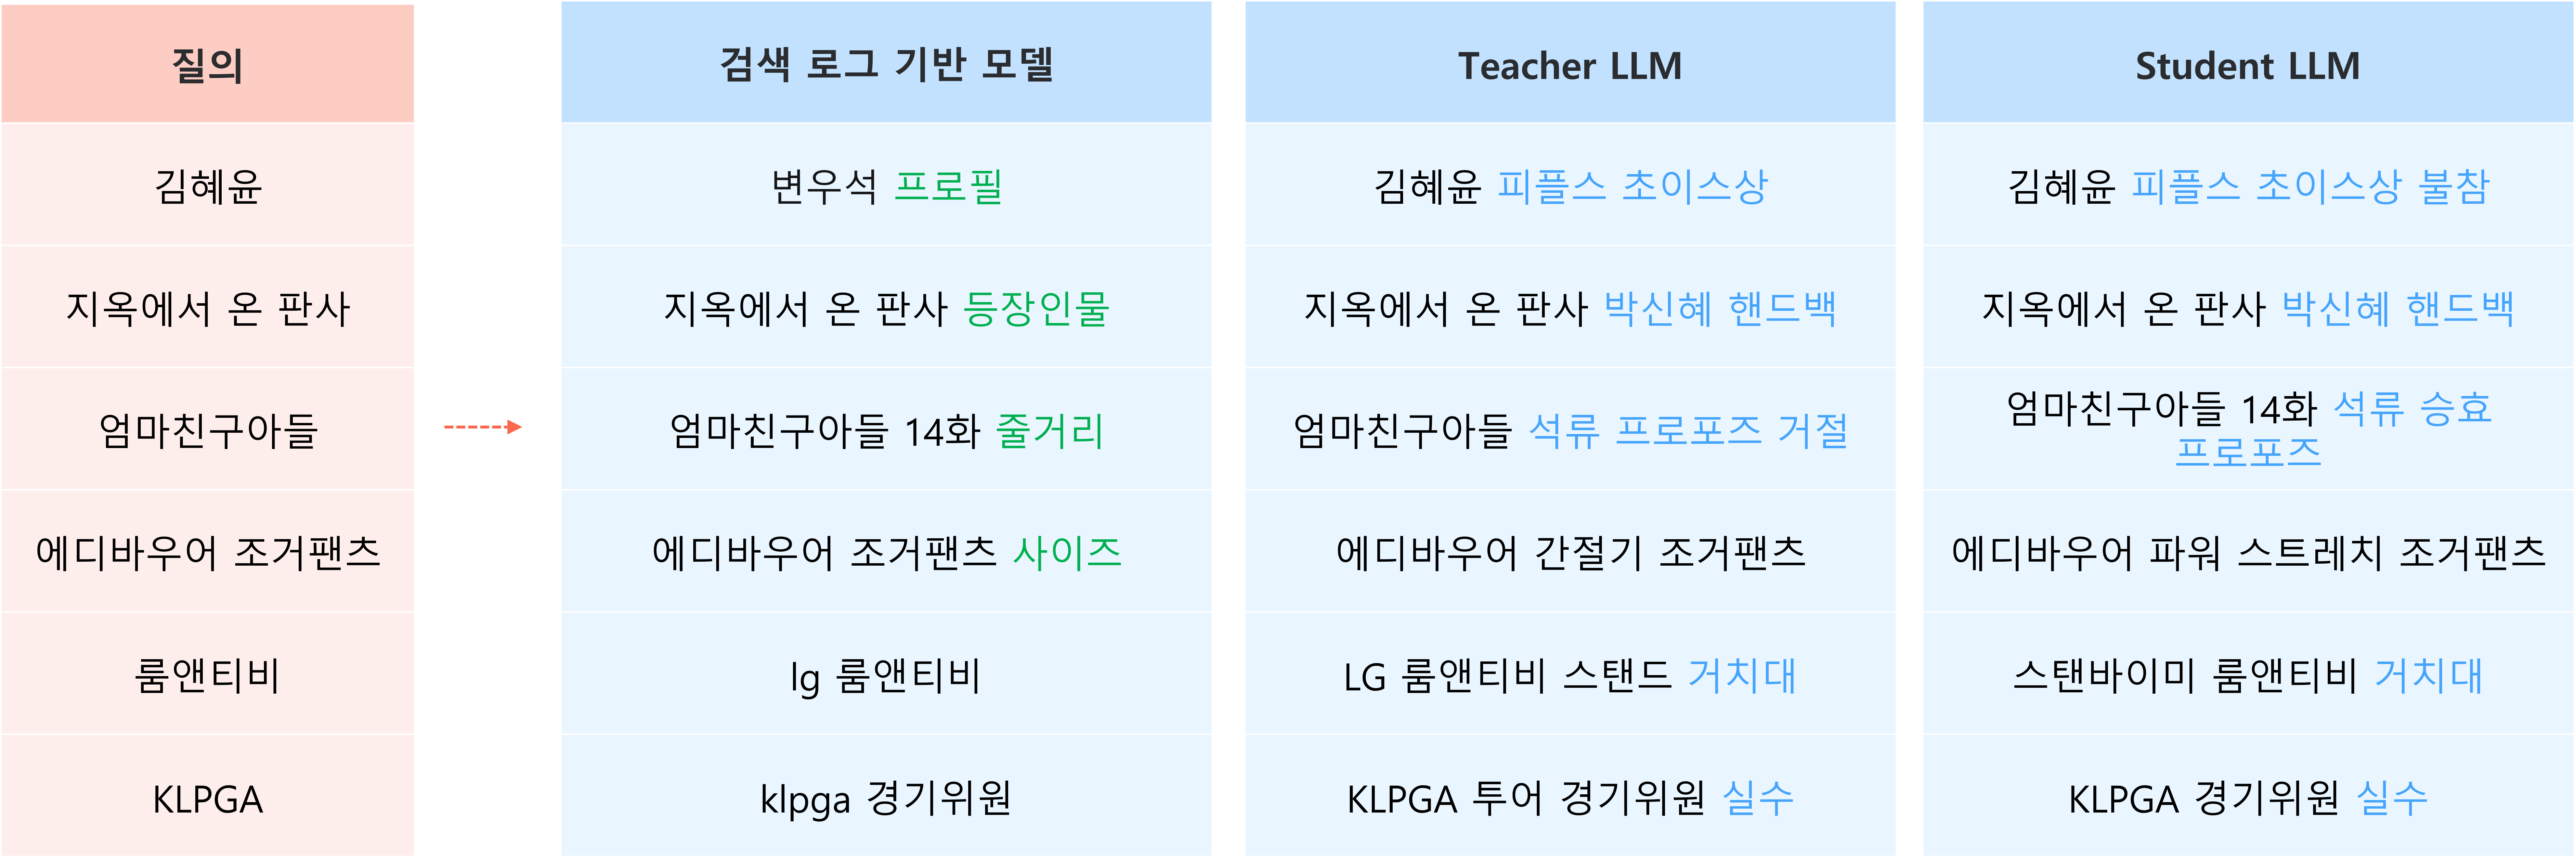 질의 검색 로그 기반 모델 Teacher LLM Student LLM
김혜윤 변우석 프로필 김혜윤 피플스 초이스상 김혜윤 피플스 초이스상 불참
지옥에서 온 판사 지옥에서 온 판사 등장인물 지옥에서 온 판사 박신혜 핸드백 지옥에서 온 판사 박신혜 핸드백
엄마친구아들 엄마친구아들 14화 줄거리 엄마친구아들 석류 프로포즈 거절 엄마친구아들 14화 석류 승효
프로포즈
에디바우어 조거팬츠 에디바우어 조거팬츠 사이즈 에디바우어 간절기 조거팬츠 에디바우어 파워 스트레치 조거팬츠
룸앤티비 lg 룸앤티비 LG 룸앤티비 스탠드 거치대 스탠바이미 룸앤티비 거치대
KLPGA klpga 경기위원 KLPGA 투어 경기위원 실수 KLPGA 경기위원 실수